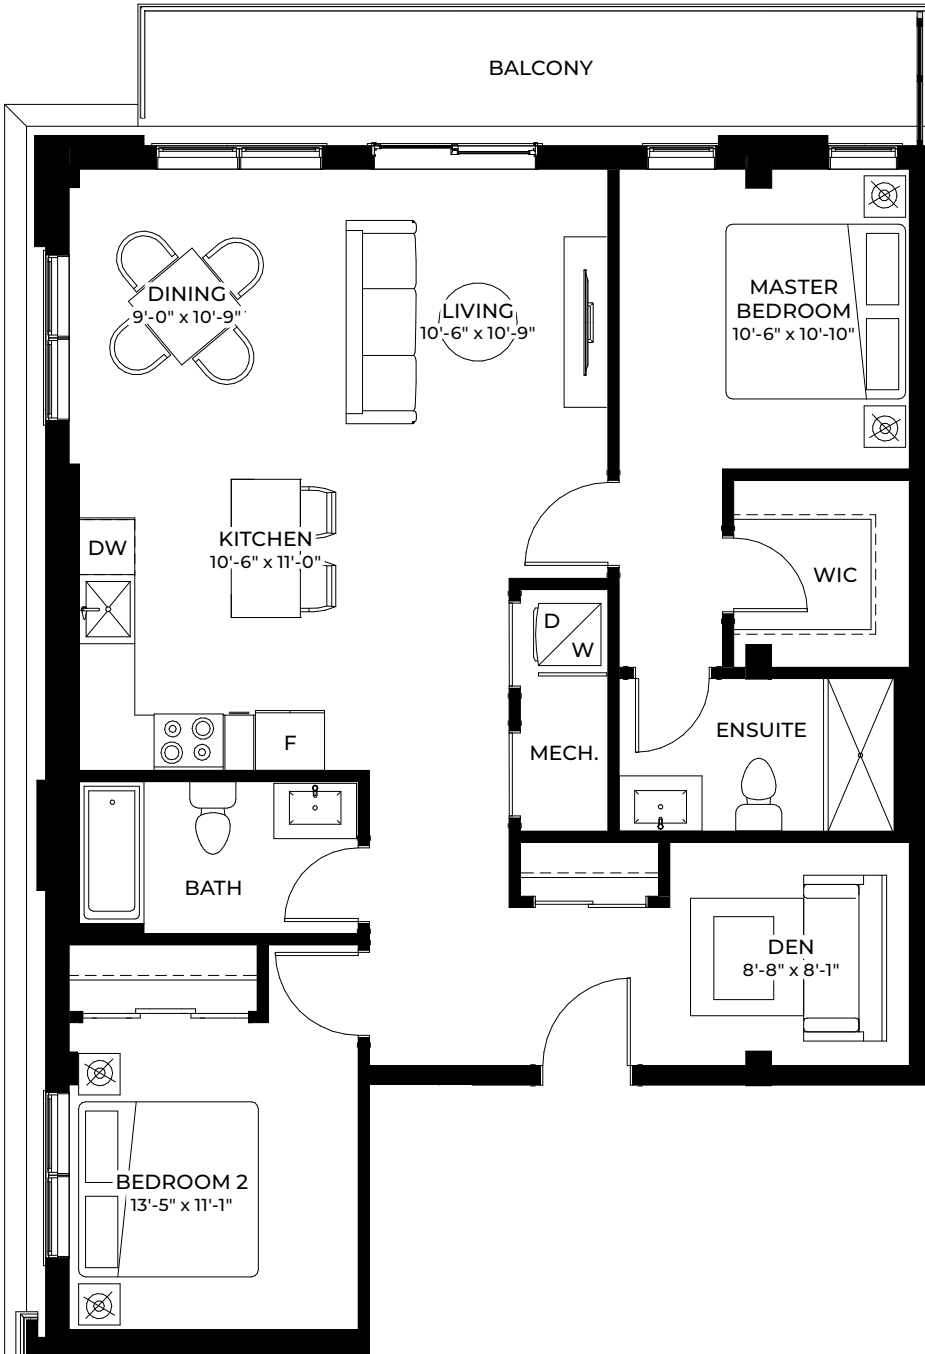 BALCONY
DINING
9'-0" x 10'-9"
LIVING
10'-6" x 10'-9"
MASTER
BEDROOM
10'-6" x 10'-10"
DW
KITCHEN
10'-6" x 11'-0"
WIC
D
W
F
MECH.
ENSUITE
BATH
DEN
8'-8" x 8'-1"
BEDROOM 2
13'-5" x 11'-1"